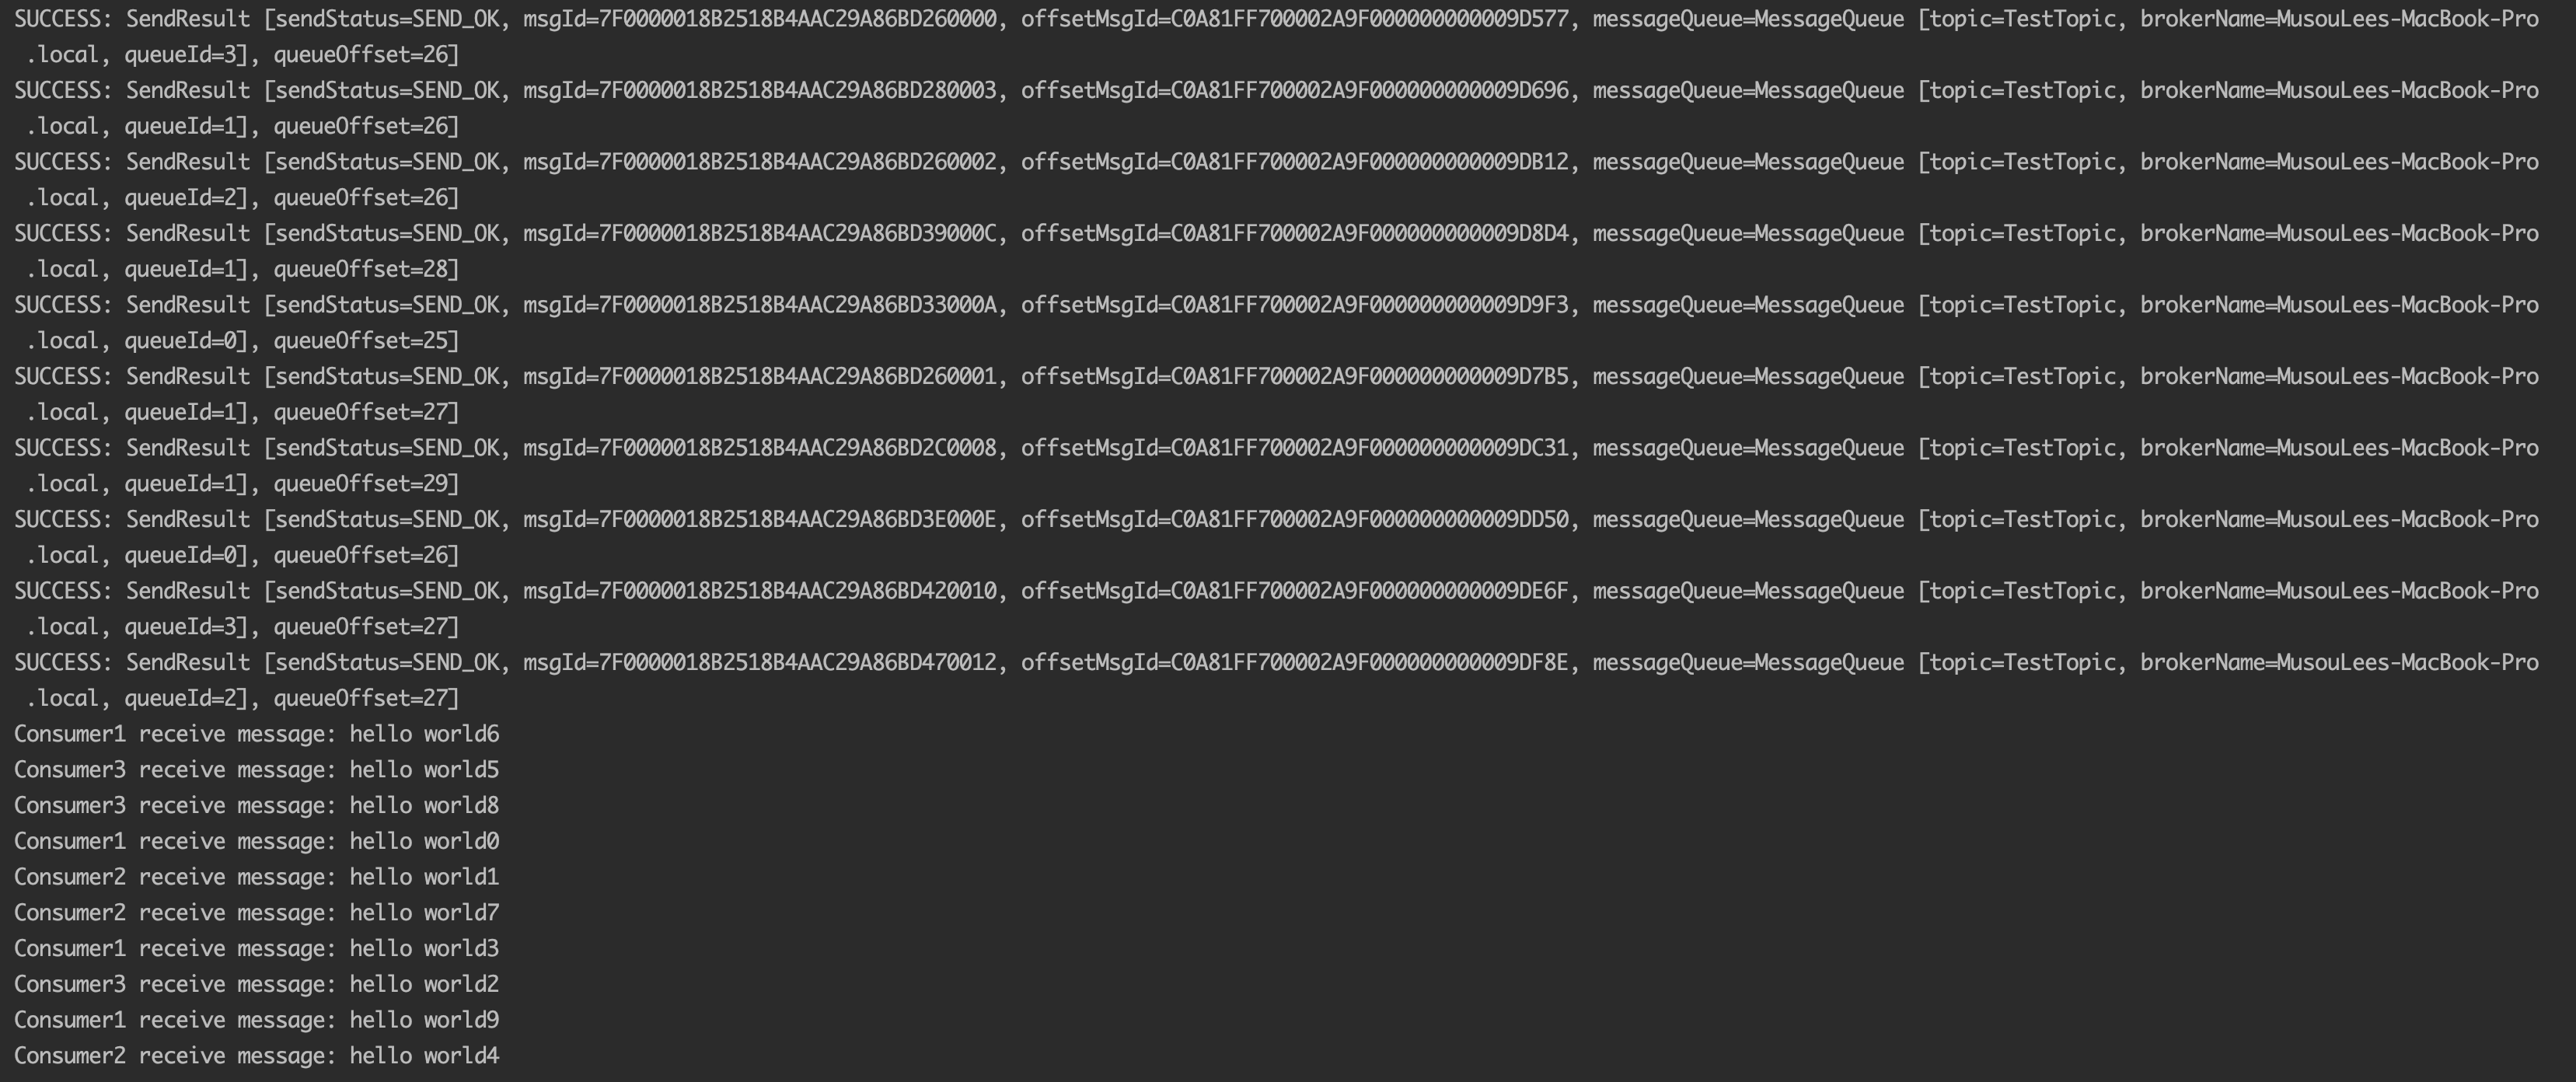 SUCCESS: SendResult [sendStatus=SEND_OK, msgId=7F0000018B2518B4AAC29A86BD260000, offsetMsgId=C0A81FF700002A9F000000000009D577, messageQueue=MessageQueue [topic=TestTopic, brokerName=MusouLees-MacBook-Pro
.local, queueId=3], queueOffset=26]
SUCCESS: SendResult [sendStatus=SEND_OK, msgId=7F0000018B2518B4AAC29A86BD280003, offsetMsgId=C0A81FF700002A9F000000000009D696, messageQueue=MessageQueue [topic=TestTopic, brokerName=MusouLees-MacBook-Pro
.local, queueId=1], queueOffset=26]
SUCCESS: SendResult [sendStatus=SEND_OK, msgId=7F0000018B2518B4AAC29A86BD260002, offsetMsgId=C0A81FF700002A9F000000000009DB12, messageQueue=MessageQueue [topic=TestTopic, brokerName=MusouLees-MacBook-Pro
.local, queueId=2], queueOffset=26]
SUCCESS: SendResult [sendStatus=SEND_OK, msgId=7F0000018B2518B4AAC29A86BD39000C, offsetMsgId=C0A81FF700002A9F000000000009D8D4, messageQueue=MessageQueue [topic=TestTopic, brokerName=MusouLees-MacBook-Pro
.local, queueId=1], queueOffset=28]
SUCCESS: SendResult [sendStatus=SEND_OK, msgId=7F0000018B2518B4AAC29A86BD33000A, offsetMsgId=C0A81FF700002A9F000000000009D9F3, messageQueue=MessageQueue [topic=TestTopic, brokerName=MusouLees-MacBook-Pro
.local, queueId=0], queueOffset=25]
SUCCESS: SendResult [sendStatus=SEND_OK, msgId=7F0000018B2518B4AAC29A86BD260001, offsetMsgId=C0A81FF700002A9F000000000009D7B5, messageQueue=MessageQueue [topic=TestTopic, brokerName=MusouLees-MacBook-Pro
.local, queueId=1], queueOffset=27]
SUCCESS: SendResult [sendStatus=SEND_OK, msgId=7F0000018B2518B4AAC29A86BD2C0008, offsetMsgId=C0A81FF700002A9F000000000009DC31, messageQueue=MessageQueue [topic=TestTopic, brokerName=MusouLees-MacBook-Pro
.local, queueId=1], queueOffset=29]
SUCCESS: SendResult [sendStatus=SEND_OK, msgId=7F0000018B2518B4AAC29A86BD3E000E, offsetMsgId=C0A81FF700002A9F000000000009DD50, messageQueue=MessageQueue [topic=TestTopic, brokerName=MusouLees-MacBook-Pro
.local, queueId=0], queueOffset=26]
SUCCESS: SendResult [sendStatus=SEND_OK, msgId=7F0000018B2518B4AAC29A86BD420010, offsetMsgId=C0A81FF700002A9F000000000009DE6F, messageQueue=MessageQueue [topic=TestTopic, brokerName=MusouLees-MacBook-Pro
.local, queueId=3], queueOffset=27]
SUCCESS: SendResult [sendStatus=SEND_OK, msgId=7F0000018B2518B4AAC29A86BD470012, offsetMsgId=C0A81FF700002A9F000000000009DF8E, messageQueue=MessageQueue [topic=TestTopic, brokerName=MusouLees-MacBook-Pro
.local, queueId=2], queueOffset=27]
Consumer1 receive message: hello world6
Consumer3 receive message: hello world5
Consumer3 receive message: hello world8
Consumer1 receive message: hello world0
Consumer2 receive message: hello world1
Consumer2 receive message: hello world7
Consumer1 receive message: hello world3
Consumer3 receive message: hello world2
Consumer1 receive message: hello world9
Consumer2 receive message: hello world4